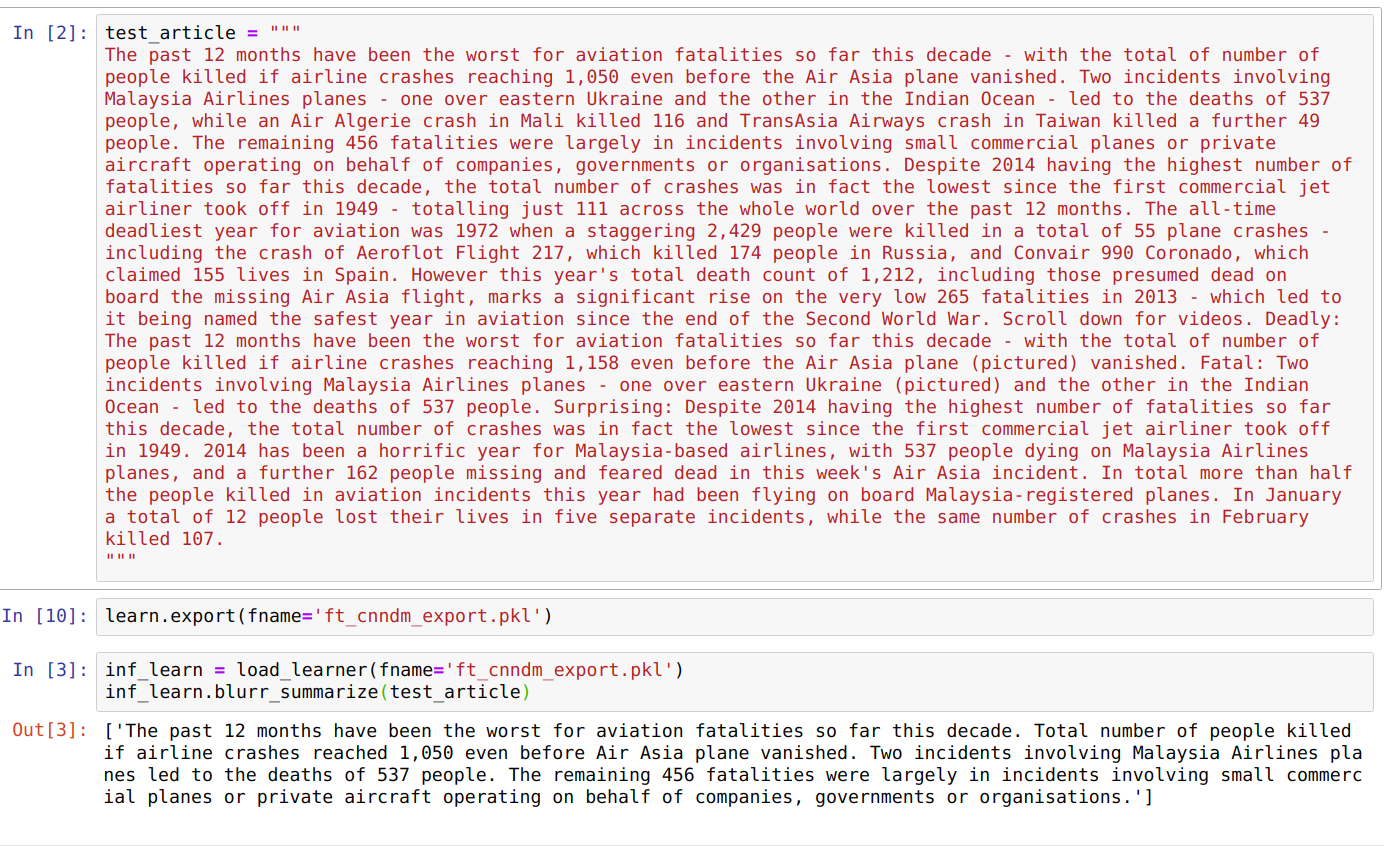 In [2]: test_article = """
The past 12 months have been the worst for aviation fatalities so far this decade - with the total of number of
people killed if airline crashes reaching 1,050 even before the Air Asia plane vanished. Two incidents involving
Malaysia Airlines planes - one over eastern Ukraine and the other in the Indian Ocean - led to the deaths of 537
people, while an Air Algerie crash in Mali killed 116 and TransAsia Airways crash in Taiwan killed a further 49
people. The remaining 456 fatalities were largely in incidents involving small commercial planes or private
aircraft operating on behalf of companies, governments or organisations. Despite 2014 having the highest number of
fatalities so far this decade, the total number of crashes was in fact the lowest since the first commercial jet
airliner took off in 1949 - totalling just 111 across the whole world over the past 12 months. The all-time
deadliest year for aviation was 1972 when a staggering 2,429 people were killed in a total of 55 plane crashes -
including the crash of Aeroflot Flight 217, which killed 174 people in Russia, and Convair 990 Coronado, which
claimed 155 lives in Spain. However this year's total death count of 1,212, including those presumed dead on
board the missing Air Asia flight, marks a significant rise on the very low 265 fatalities in 2013 - which led to
it being named the safest year in aviation since the end of the Second World War. Scroll down for videos. Deadly:
The past 12 months have been the worst for aviation fatalities so far this decade - with the total of number of
people killed if airline crashes reaching 1,158 even before the Air Asia plane (pictured) vanished. Fatal: Two
incidents involving Malaysia Airlines planes - one over eastern Ukraine (pictured) and the other in the Indian
Ocean - led to the deaths of 537 people. Surprising: Despite 2014 having the highest number of fatalities so far
this decade, the total number of crashes was in fact the lowest since the first commercial jet airliner took off
in 1949. 2014 has been a horrific year for Malaysia-based airlines, with 537 people dying on Malaysia Airlines
planes, and a further 162 people missing and feared dead in this week's Air Asia incident. In total more than half
the people killed in aviation incidents this year had been flying on board Malaysia-registered planes. In January
a total of 12 people lost their lives in five separate incidents, while the same number of crashes in February
killed 107.
"""
In [10]: learn.export(fname='ft_cnndm_export.pkl')
In [3]: inf_learn = load_learner(fname='ft_cnndm_export.pkl')
inf_learn.blurr_summarize(test_article)
Out[3]: ['The past 12 months have been the worst for aviation fatalities so far this decade. Total number of people killed
if airline crashes reached 1,050 even before Air Asia plane vanished. Two incidents involving Malaysia Airlines pla
nes led to the deaths of 537 people. The remaining 456 fatalities were largely in incidents involving small commerc
ial planes or private aircraft operating on behalf of companies, governments or organisations.']